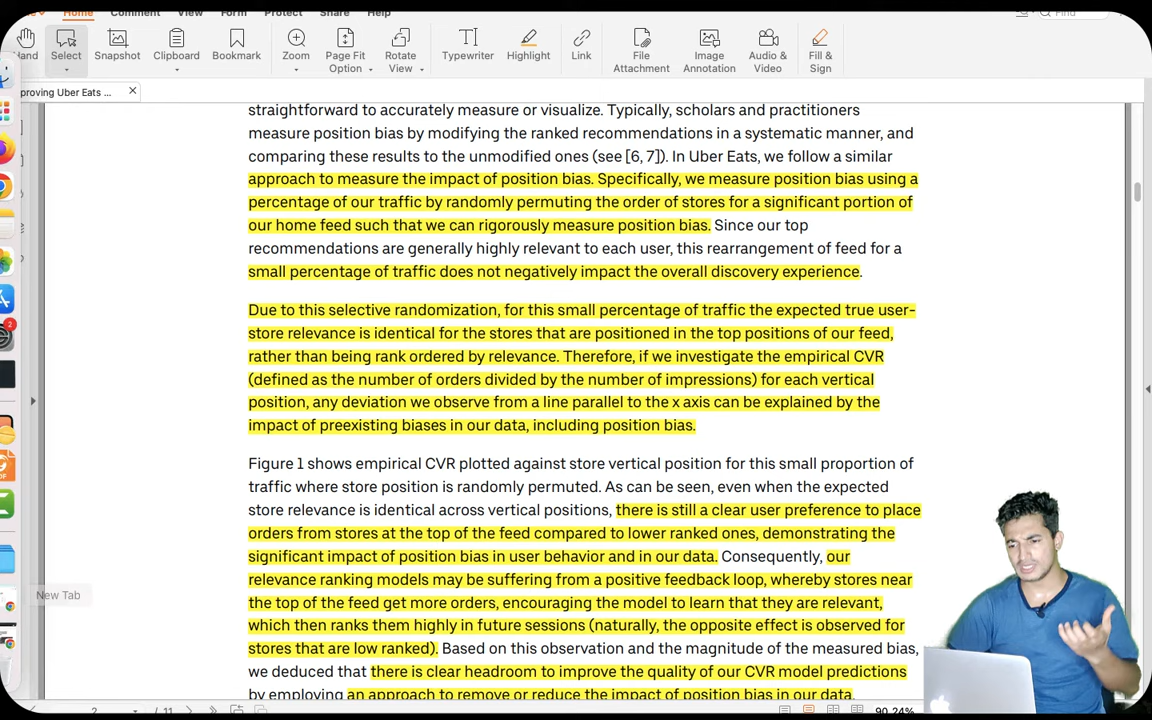 Home Comment View Form Protect Share Help
Find
Hand Select Snapshot Clipboard Bookmark Zoom Page Fit Option Rotate View Typewriter Highlight Link File Attachment Image Annotation Audio & Video Fill & Sign
proving Uber Eats ...
straightforward to accurately measure or visualize. Typically, scholars and practitioners
measure position bias by modifying the ranked recommendations in a systematic manner, and
comparing these results to the unmodified ones (see [6, 7]). In Uber Eats, we follow a similar
approach to measure the impact of position bias. Specifically, we measure position bias using a
percentage of our traffic by randomly permuting the order of stores for a significant portion of
our home feed such that we can rigorously measure position bias. Since our top
recommendations are generally highly relevant to each user, this rearrangement of feed for a
small percentage of traffic does not negatively impact the overall discovery experience.
Due to this selective randomization, for this small percentage of traffic the expected true user-
store relevance is identical for the stores that are positioned in the top positions of our feed,
rather than being rank ordered by relevance. Therefore, if we investigate the empirical CVR
(defined as the number of orders divided by the number of impressions) for each vertical
position, any deviation we observe from a line parallel to the x axis can be explained by the
impact of preexisting biases in our data, including position bias.
Figure 1 shows empirical CVR plotted against store vertical position for this small proportion of
traffic where store position is randomly permuted. As can be seen, even when the expected
store relevance is identical across vertical positions, there is still a clear user preference to place
orders from stores at the top of the feed compared to lower ranked ones, demonstrating the
significant impact of position bias in user behavior and in our data. Consequently, our
relevance ranking models may be suffering from a positive feedback loop, whereby stores near
New Tab
the top of the feed get more orders, encouraging the model to learn that they are relevant,
which then ranks them highly in future sessions (naturally, the opposite effect is observed for
stores that are low ranked). Based on this observation and the magnitude of the measured bias,
we deduced that there is clear headroom to improve the quality of our CVR model predictions
by employing an approach to remove or reduce the impact of position bias in our data.
2 / 11 90.24%